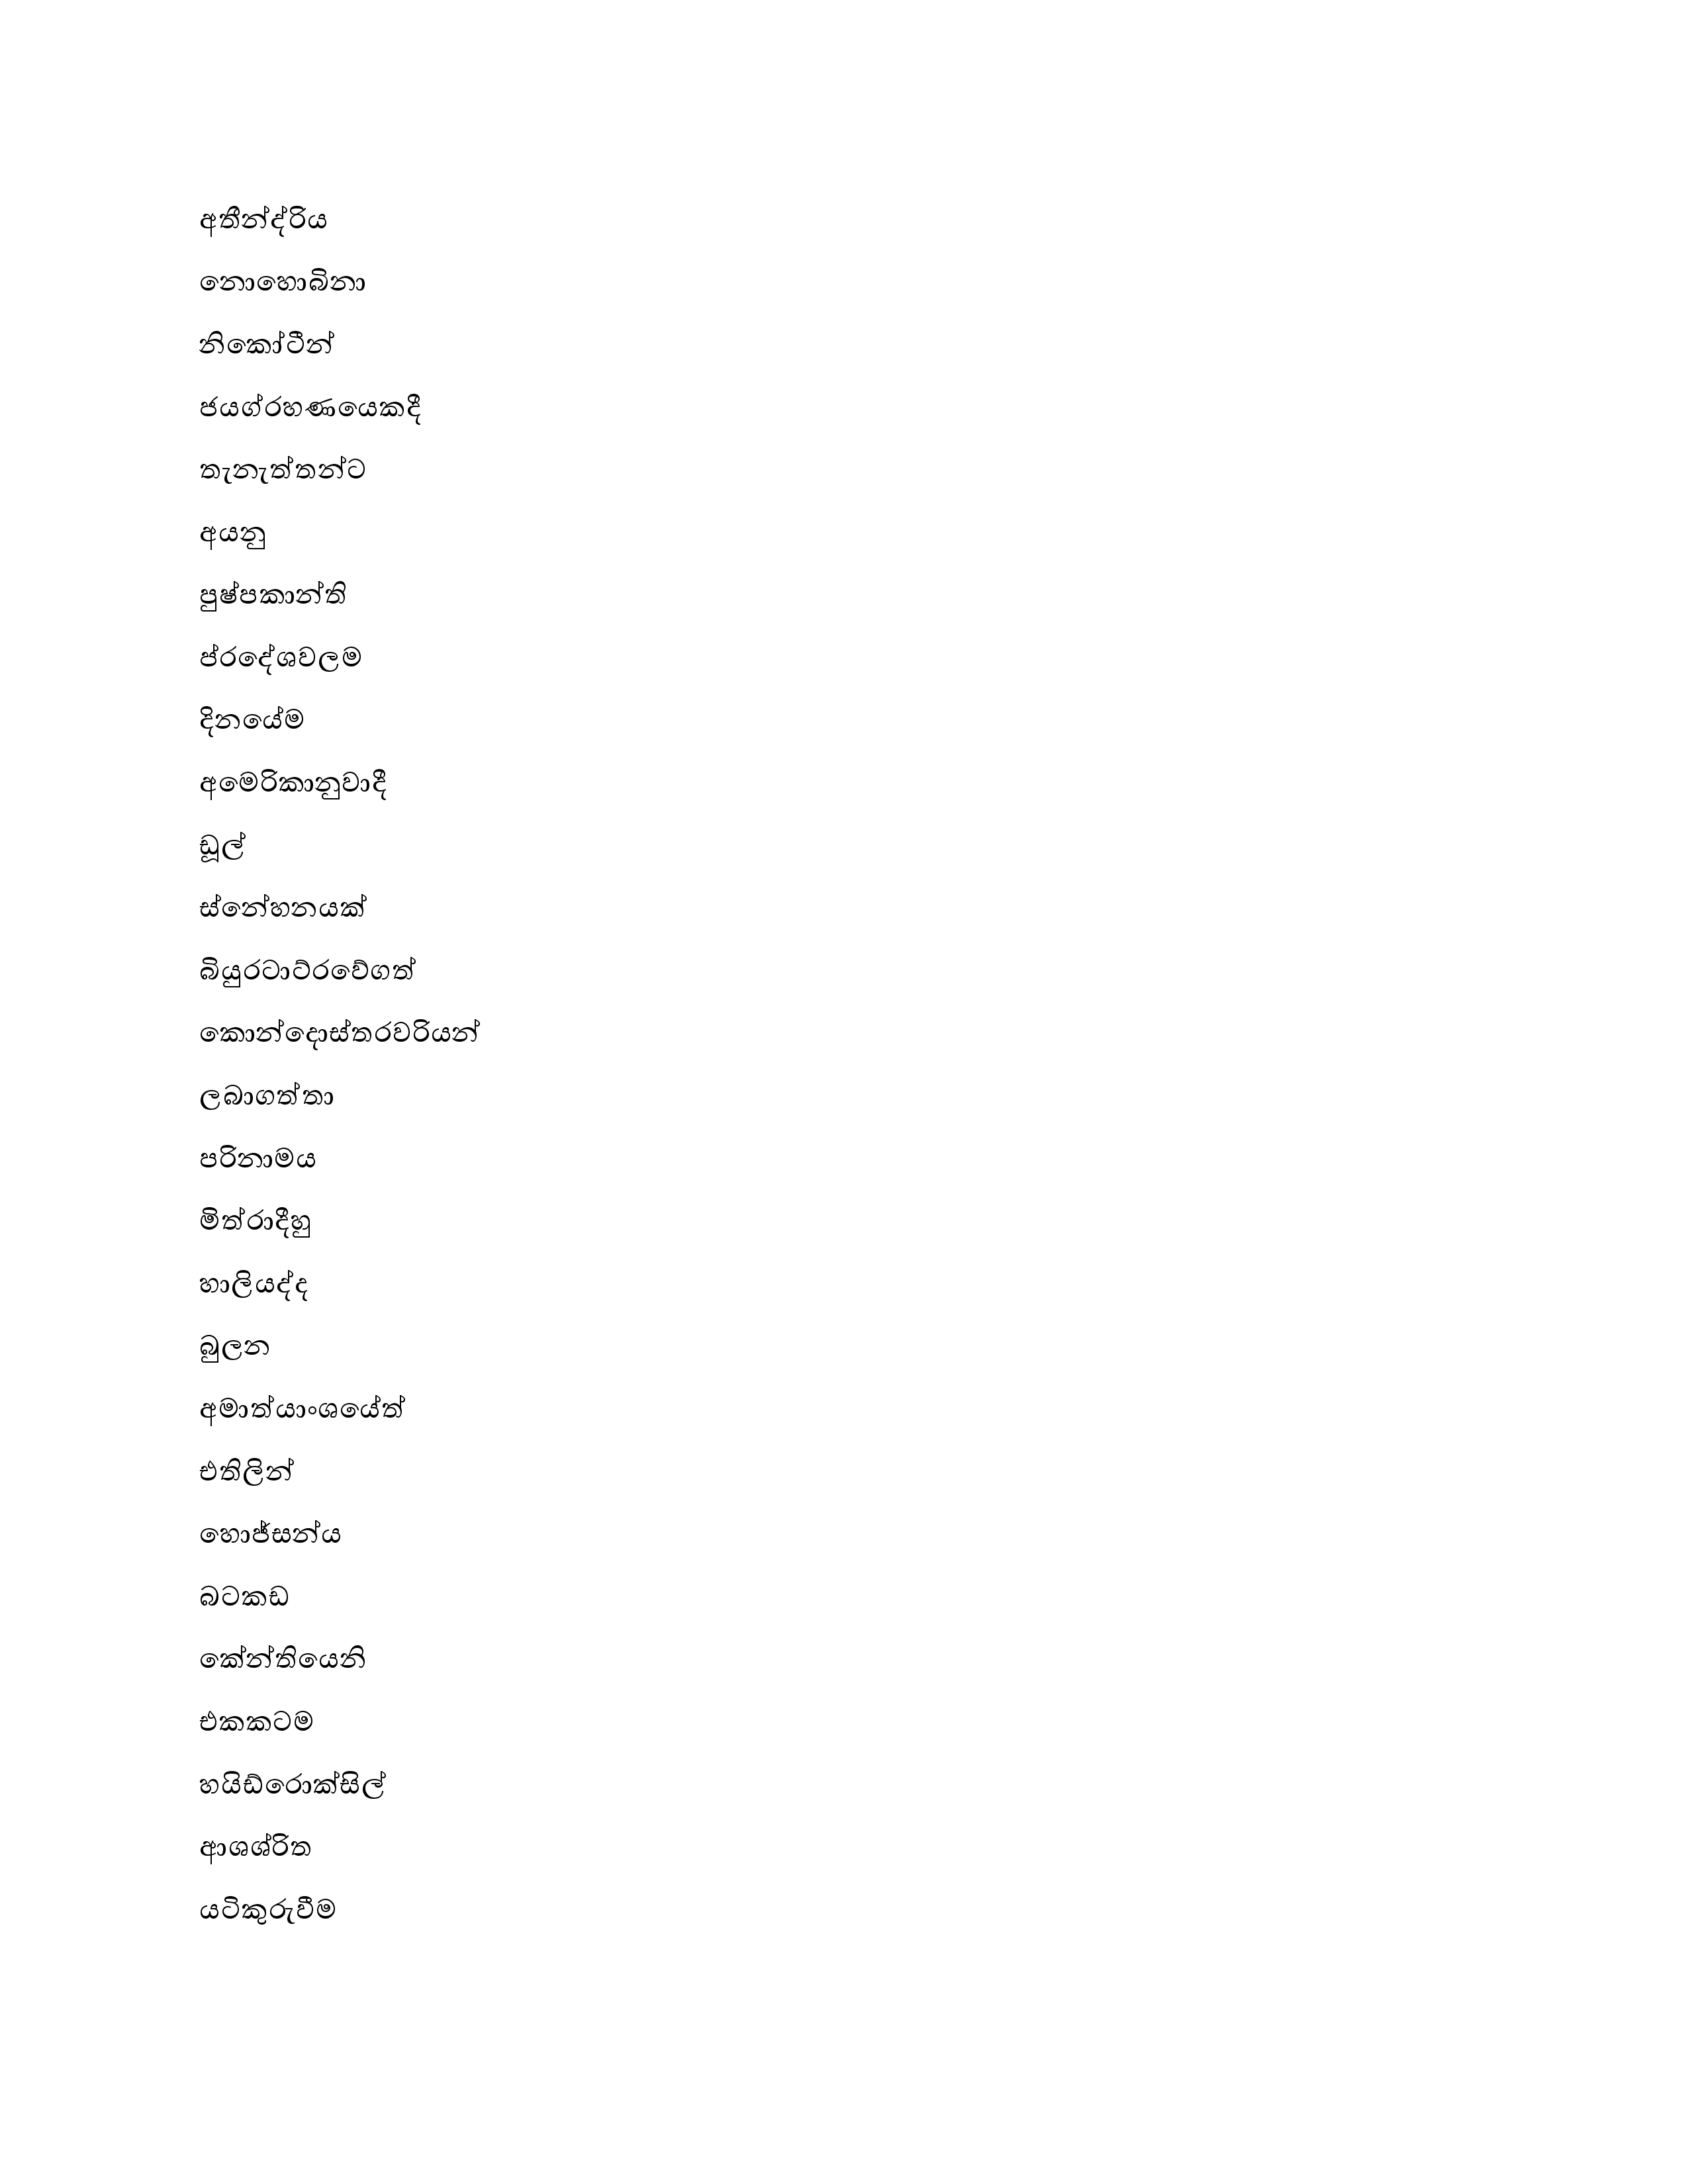 අතීන්ද්රිය
නොහොබිනා
නිකෝටීන්
ජයග්රහණයෙකදී
තැනැත්තන්ට
අයනු
පුෂ්පකාන්ති
ප්රදේශවලම
දිනයේම
අමෙරිකානුවාදී
ඩූල්
ස්නේහනයක්
බියුරටාට්රවේගත්
කොන්දොස්තරවරියන්
ලබාගත්තා
පරිනාමය
මිත්රාදීහු
හාලියද්ද
බුලන
අමාත්යාංශයේත්
එතිලින්
හොජ්සන්ය
බටකඩ
කේන්තියෙනි
එකකටම
හයිඩ්රොක්සිල්
ආශශ්රිත
යටිකුරුවීම